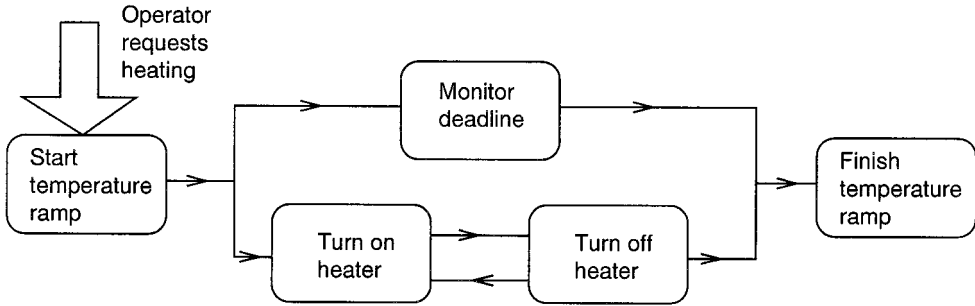 Operator
requests
heating
Start
temperature
ramp
Monitor
deadline
Turn on
heater
Turn off
heater
Finish
temperature
ramp